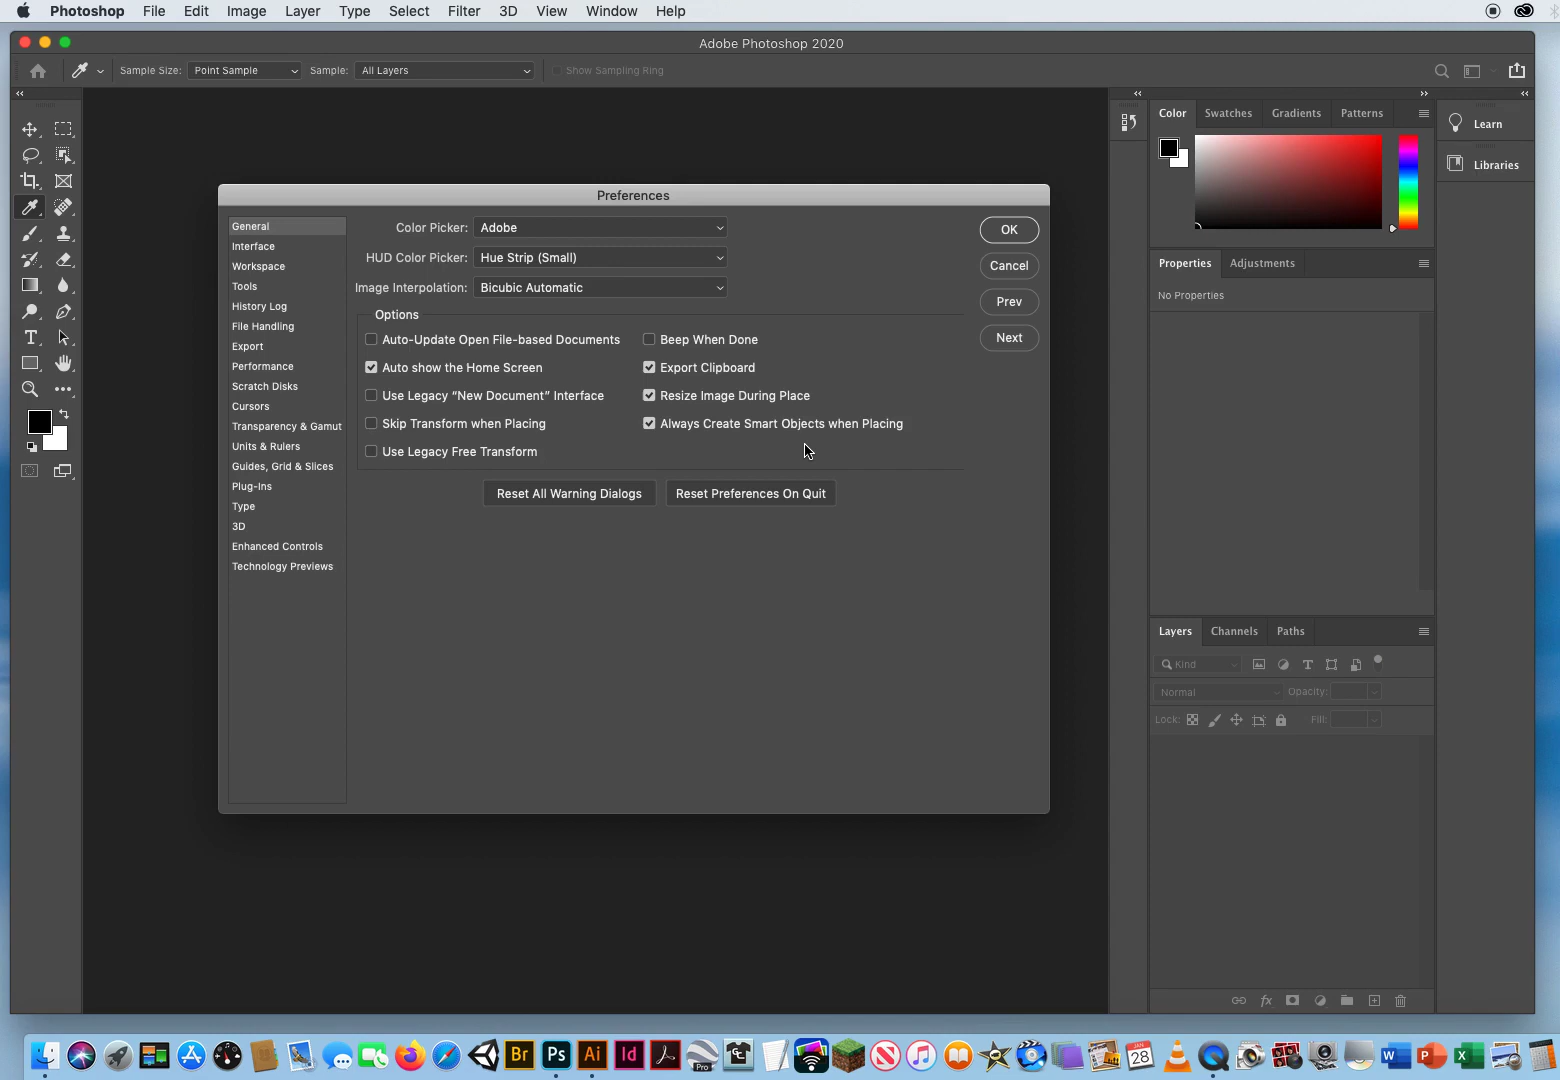 Photoshop File Edit Image Layer Type Select Filter 3D View Window Help
Adobe Photoshop 2020
Sample Size: Point Sample Sample: All Layers Show Sampling Ring
Color Swatches Gradients Patterns
Learn
Libraries
Preferences
General
Interface
Workspace
Tools
History Log
File Handling
Export
Performance
Scratch Disks
Cursors
Transparency & Gamut
Units & Rulers
Guides, Grid & Slices
Plug-Ins
Type
3D
Enhanced Controls
Technology Previews
Color Picker: Adobe
HUD Color Picker: Hue Strip (Small)
Image Interpolation: Bicubic Automatic
Options
Auto-Update Open File-based Documents
Beep When Done
Auto show the Home Screen
Export Clipboard
Use Legacy “New Document” Interface
Resize Image During Place
Skip Transform when Placing
Always Create Smart Objects when Placing
Use Legacy Free Transform
Reset All Warning Dialogs
Reset Preferences On Quit
OK
Cancel
Prev
Next
Properties Adjustments
No Properties
Layers Channels Paths
Kind
Normal Opacity:
Lock: Fill:
fx
Br Ps Ai Id Pro GC 28 W P X